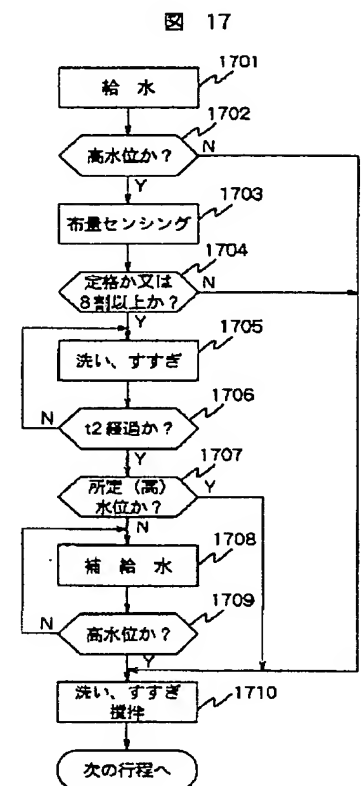 図 17
1701
給 水
1702
高水位か?
N
Y
1703
布量センシング
1704
定格か又は
8割以上か?
N
Y
1705
洗い、すすぎ
1706
N
t2経過か?
Y
1707
所定(高)
水位か?
Y
N
1708
補 給 水
1709
N
高水位か?
Y
1710
洗い、すすぎ
撹拌
次の行程へ